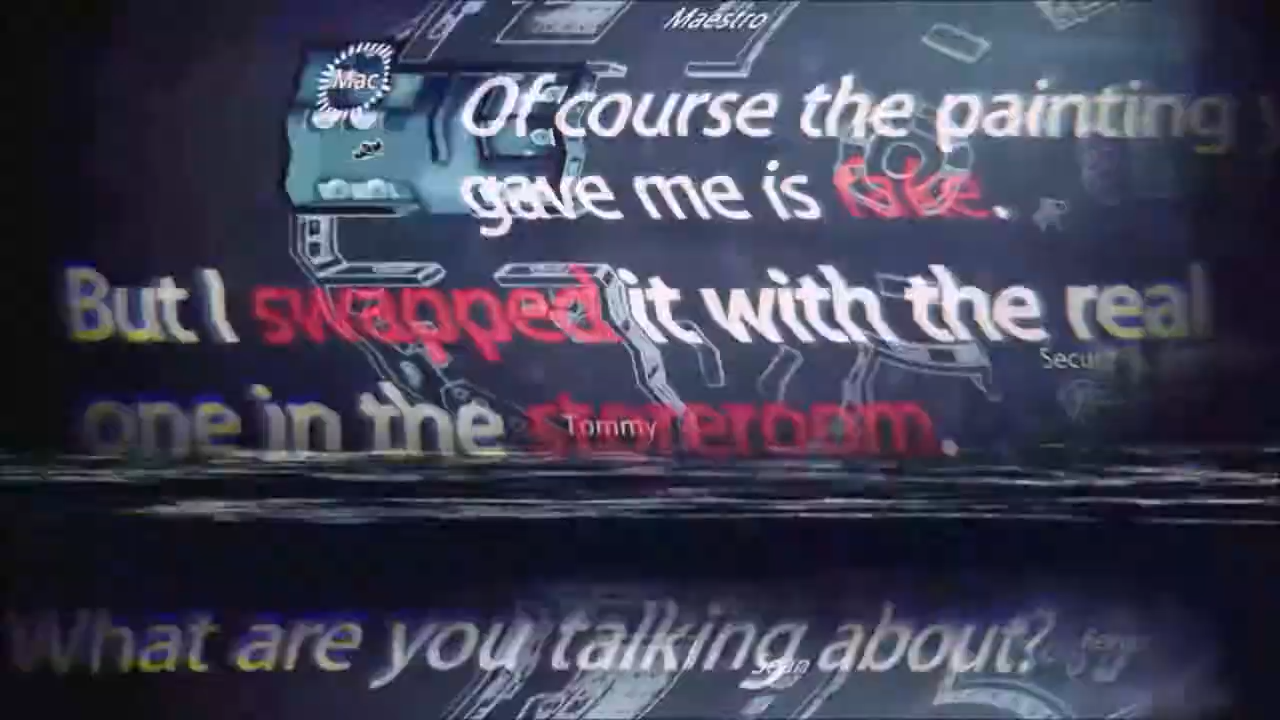 Maestro
Mac
Of course the painting
gave me is fake.
But I swapped it with the real
Tommy
one in the storeroom.
What are you talking about?
Sean